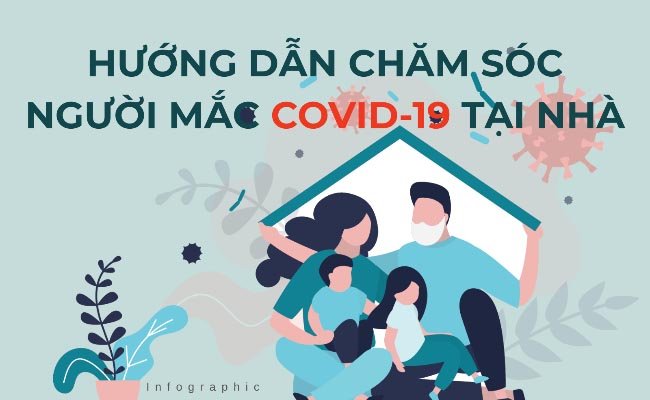 HƯỚNG DẪN CHĂM SÓC
NGƯỜI MẮC COVID-19 TẠI NHÀ
Infographic